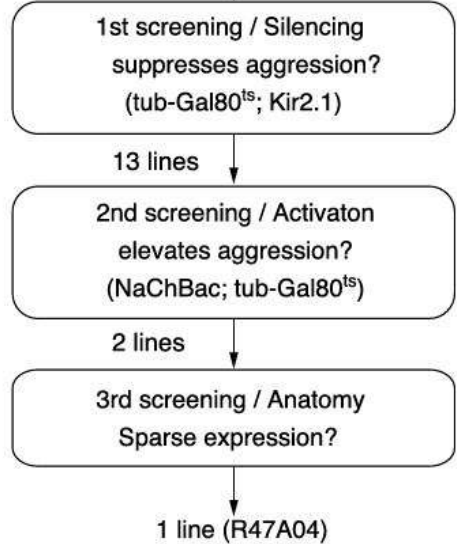 1st screening / Silencing
suppresses aggression?
(tub-Gal80ts; Kir2.1)
13 lines
2nd screening / Activaton
elevates aggression?
(NaChBac; tub-Gal80ts)
2 lines
3rd screening / Anatomy
Sparse expression?
1 line (R47A04)